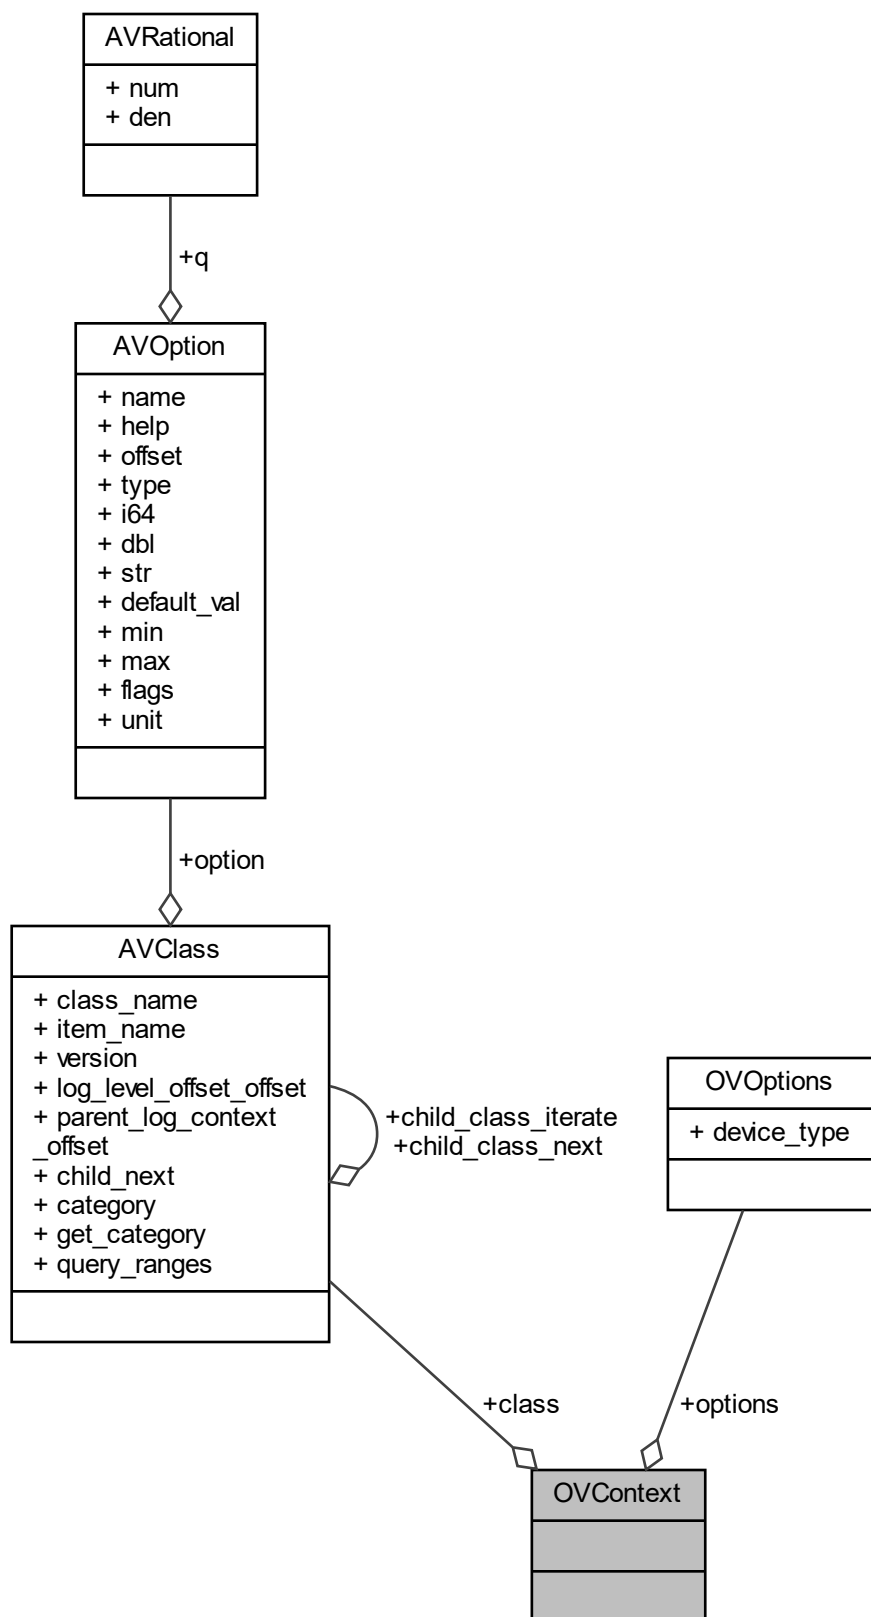 AVRational
+ num
+ den
+q
AVOption
+ name
+ help
+ offset
+ type
+ i64
+ dbl
+ str
+ default_val
+ min
+ max
+ flags
+ unit
+option
AVClass
+ class_name
+ item_name
+ version
+ log_level_offset_offset
+ parent_log_context
_offset
+ child_next
+ category
+ get_category
+ query_ranges
+child_class_iterate
+child_class_next
OVOptions
+ device_type
+class
+options
OVContext